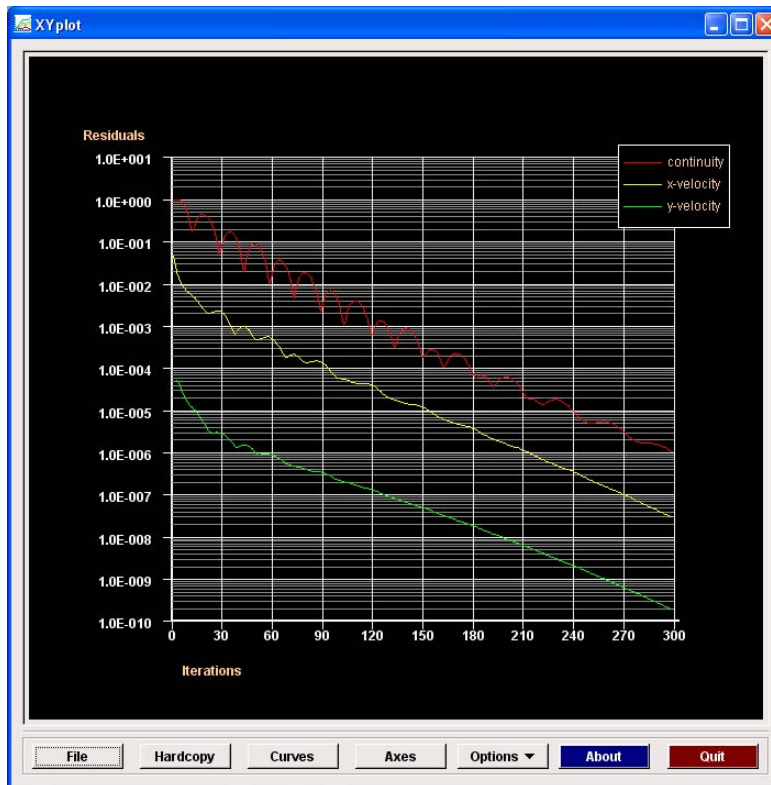 XYplot
Residuals
1.0E+001
1.0E+000
1.0E-001
1.0E-002
1.0E-003
1.0E-004
1.0E-005
1.0E-006
1.0E-007
1.0E-008
1.0E-009
1.0E-010
continuity
x-velocity
y-velocity
0 30 60 90 120 150 180 210 240 270 300
Iterations
File Hardcopy Curves Axes Options About Quit